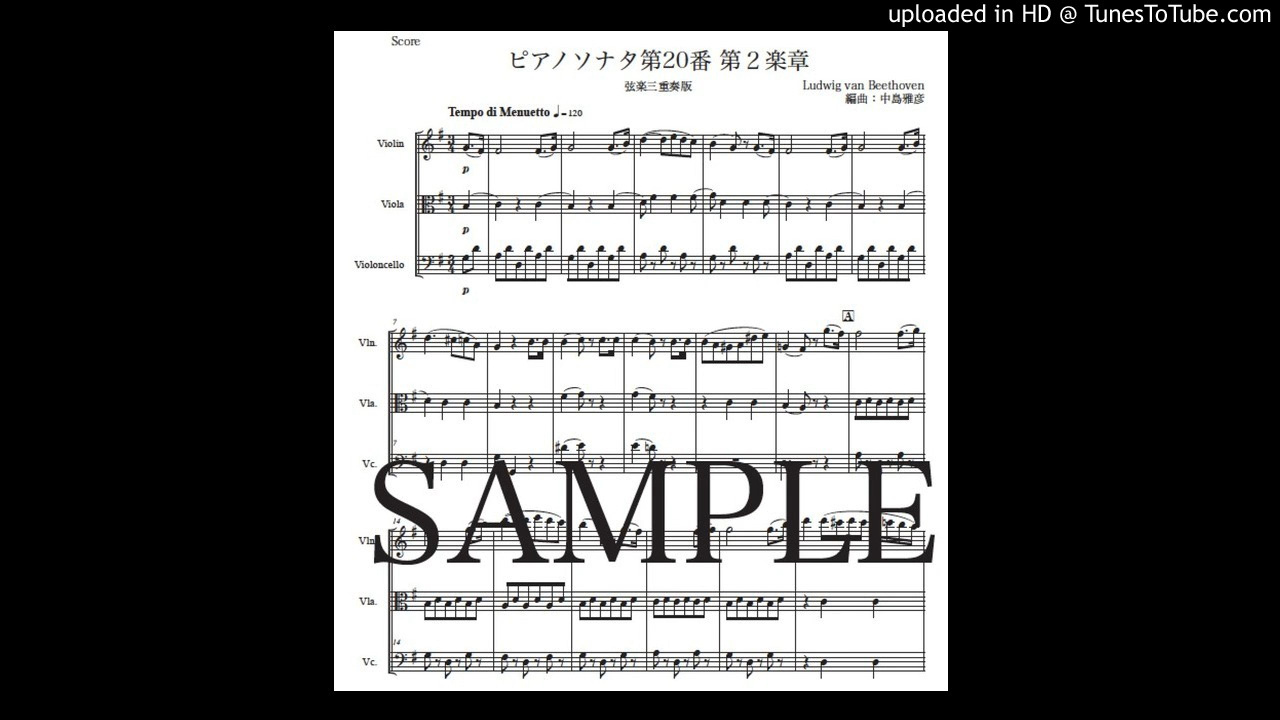 uploaded in HD @ TunesToTube.com
Score
ピアノソナタ第20番 第２楽章
弦楽三重奏版
Ludwig van Beethoven
編曲：中島雅彦
Tempo di Menuetto ♩=120
Violin
p
Viola
p
Violoncello
p
7
A
Vln.
Vla.
7
Vc.
SAMPLE
14
Vln.
Vla.
14
Vc.